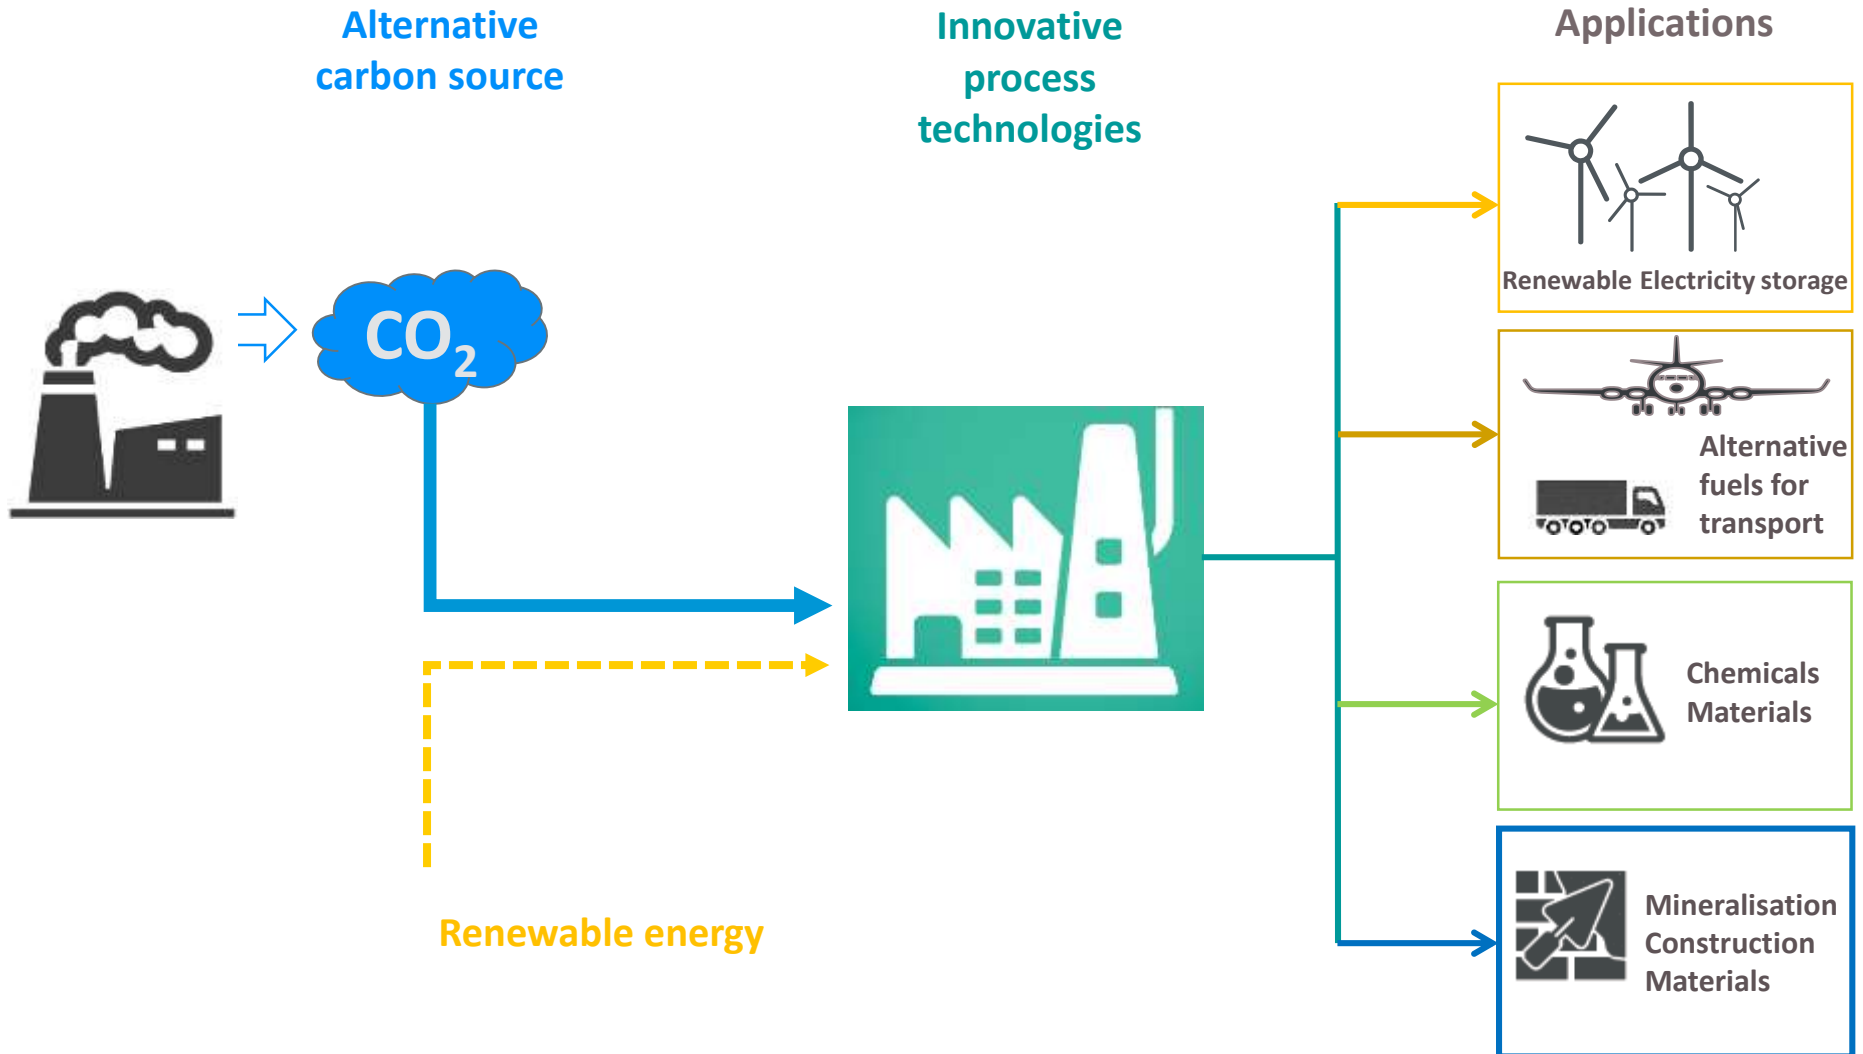 Alternative
carbon source
Innovative
process
technologies
Applications
CO₂
Renewable energy
Renewable Electricity storage
Alternative
fuels for
transport
Chemicals
Materials
Mineralisation
Construction
Materials